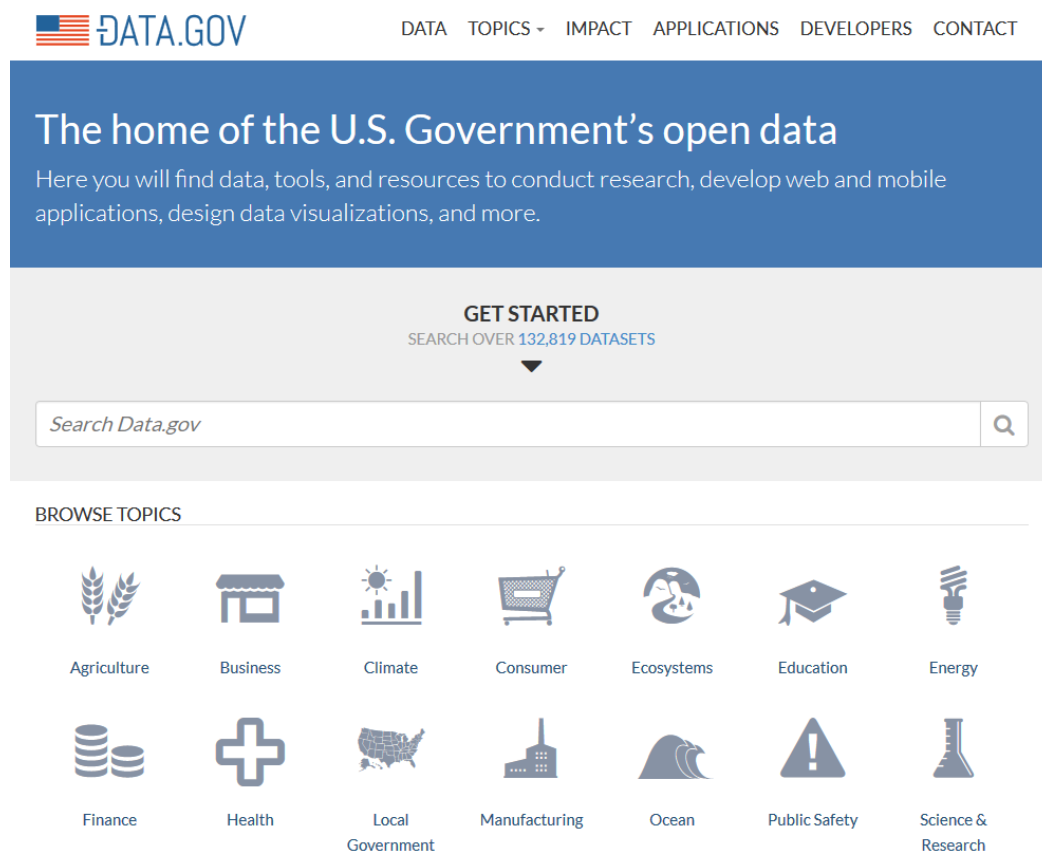 DATA.GOV
DATA TOPICS IMPACT APPLICATIONS DEVELOPERS CONTACT
The home of the U.S. Government's open data
Here you will find data, tools, and resources to conduct research, develop web and mobile
applications, design data visualizations, and more.
GET STARTED
SEARCH OVER 132,819 DATASETS
Search Data.gov
BROWSE TOPICS
Agriculture Business Climate Consumer Ecosystems Education Energy
Finance Health Local Government Manufacturing Ocean Public Safety Science & Research